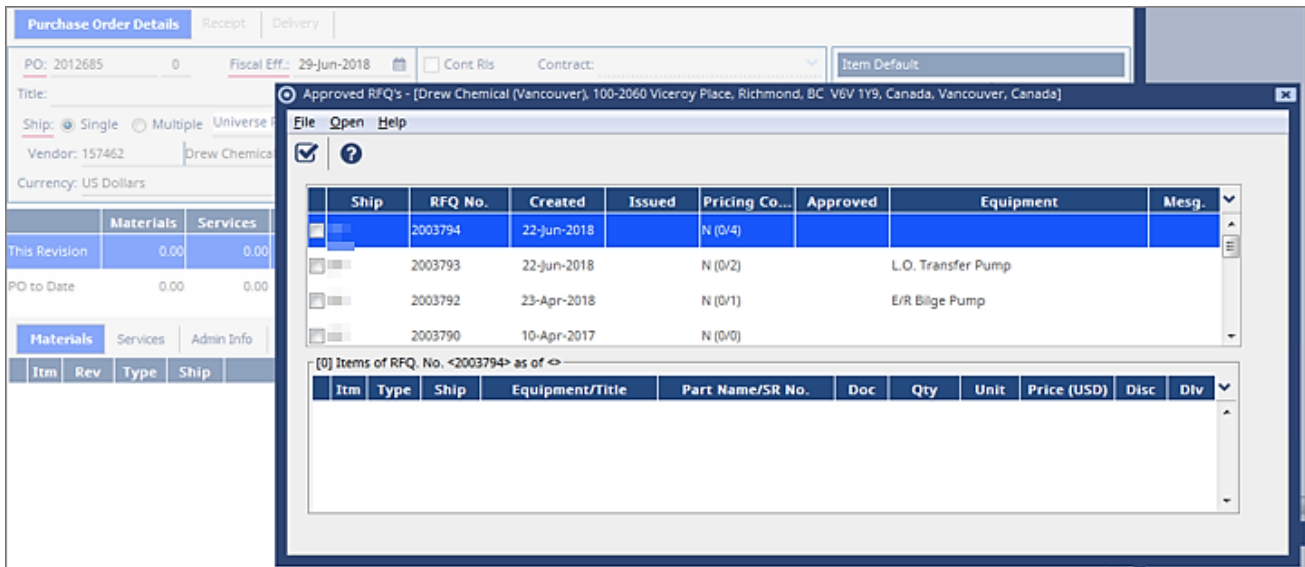 Purchase Order Details Receipt Delivery
PO: 2012685 0 Fiscal Eff.: 29-Jun-2018 Cont Rls Contract: Item Default
Title:
Ship: Single Multiple Universe
Vendor: 157462 Drew Chemical
Currency: US Dollars
Materials Services
This Revision 0.00 0.00
PO to Date 0.00 0.00
Materials Services Admin Info
Itm Rev Type Ship
Approved RFQ's - [Drew Chemical (Vancouver), 100-2060 Viceroy Place, Richmond, BC V6V 1Y9, Canada, Vancouver, Canada]
File Open Help
Ship RFQ No. Created Issued Pricing Co... Approved Equipment Mesg.
2003794 22-Jun-2018 N (0/4)
2003793 22-Jun-2018 N (0/2) L.O. Transfer Pump
2003792 23-Apr-2018 N (0/1) E/R Bilge Pump
2003790 10-Apr-2017 N (0/0)
[0] Items of RFQ. No. <2003794> as of <>
Itm Type Ship Equipment/Title Part Name/SR No. Doc Qty Unit Price (USD) Disc Dlv